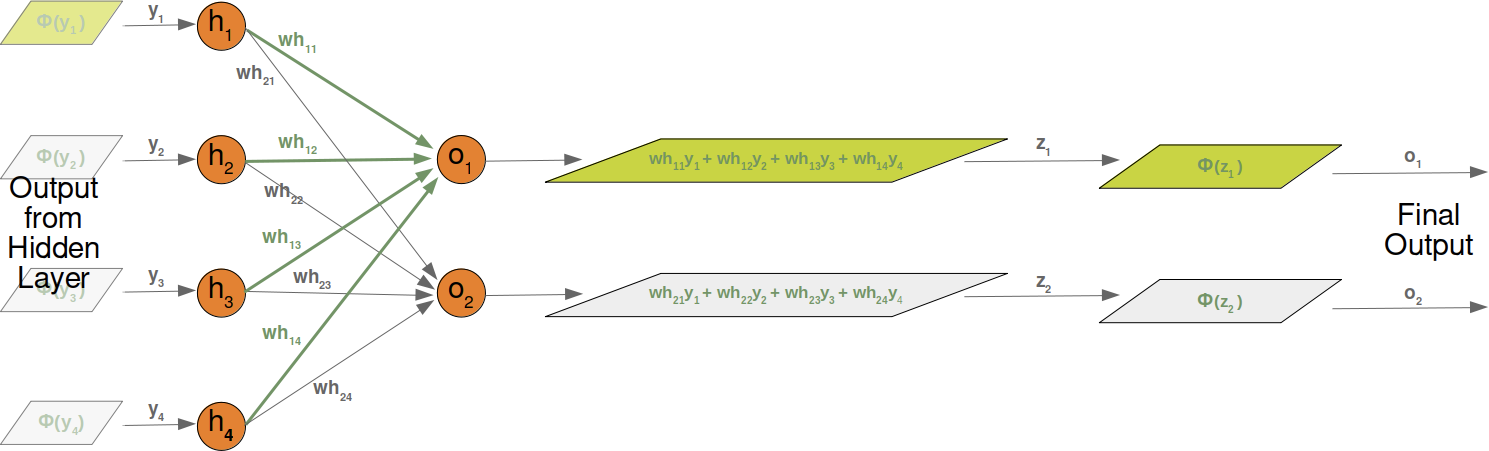 Φ(y₁)
y₁
h₁
wh₁₁
wh₂₁
Φ(y₂)
y₂
h₂
wh₁₂
wh₂₂
o₁
wh₁₁y₁ + wh₁₂y₂ + wh₁₃y₃ + wh₁₄y₄
z₁
Φ(z₁)
o₁
Output
from
Hidden
Layer
Final
Output
Φ(y₃)
y₃
h₃
wh₁₃
wh₂₃
o₂
wh₂₁y₁ + wh₂₂y₂ + wh₂₃y₃ + wh₂₄y₄
z₂
Φ(z₂)
o₂
wh₁₄
wh₂₄
Φ(y₄)
y₄
h₄